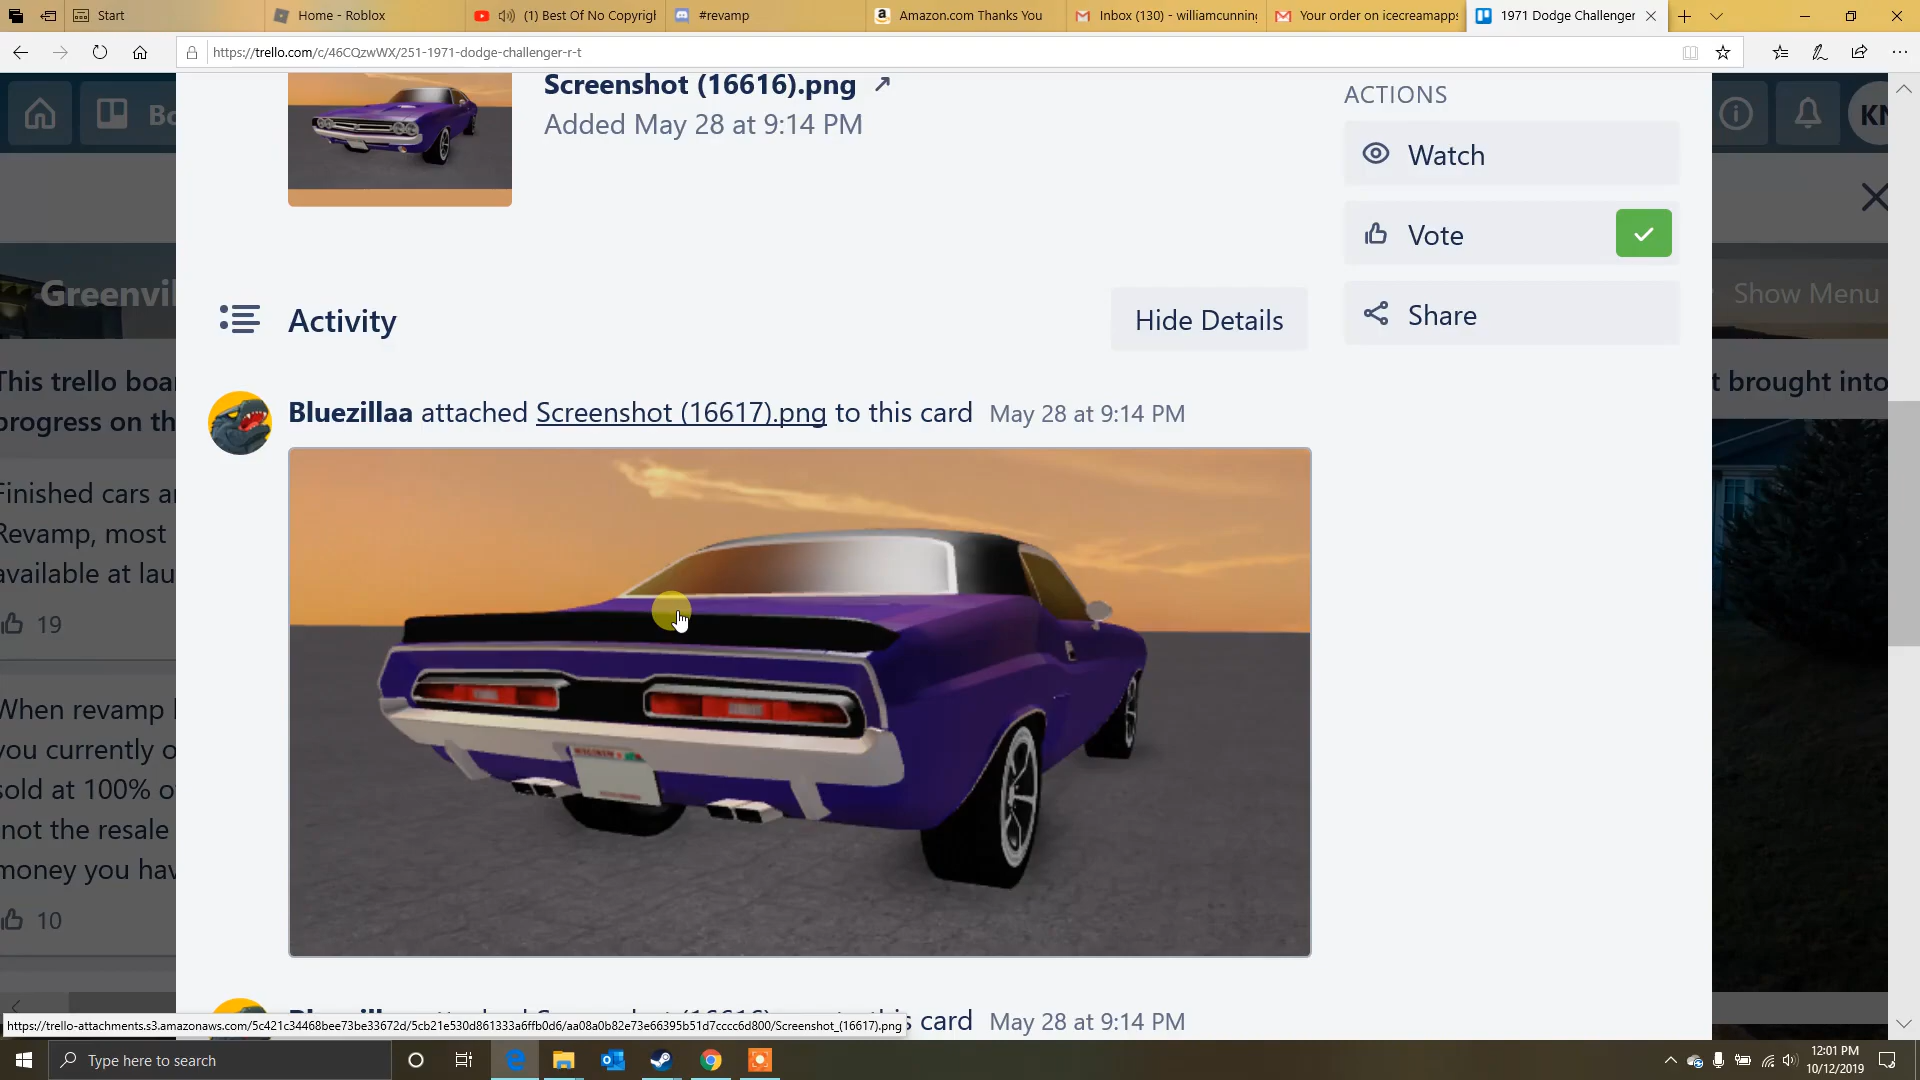 Start
Home - Roblox
(1) Best Of No Copyrigh
#revamp
Amazon.com Thanks You
Inbox (130) - williamcunning
Your order on icecreamapps
1971 Dodge Challenger
https://trello.com/c/46CQzwWX/251-1971-dodge-challenger-r-t
Bo
KN
Screenshot (16616).png
Added May 28 at 9:14 PM
ACTIONS
Watch
Vote
Share
Greenvil
Show Menu
Activity
Hide Details
This trello boa
progress on th
t brought into
Bluezillaa attached Screenshot (16617).png to this card May 28 at 9:14 PM
Finished cars a
Revamp, most
available at lau
19
When revamp
you currently o
sold at 100% o
not the resale
money you hav
10
s card May 28 at 9:14 PM
https://trello-attachments.s3.amazonaws.com/5c421c34468bee73be33672d/5cb21e530d861333a6ffb0d6/aa08a0b82e73e66395b51d7cccc6d800/Screenshot_(16617).png
Type here to search
12:01 PM
10/12/2019